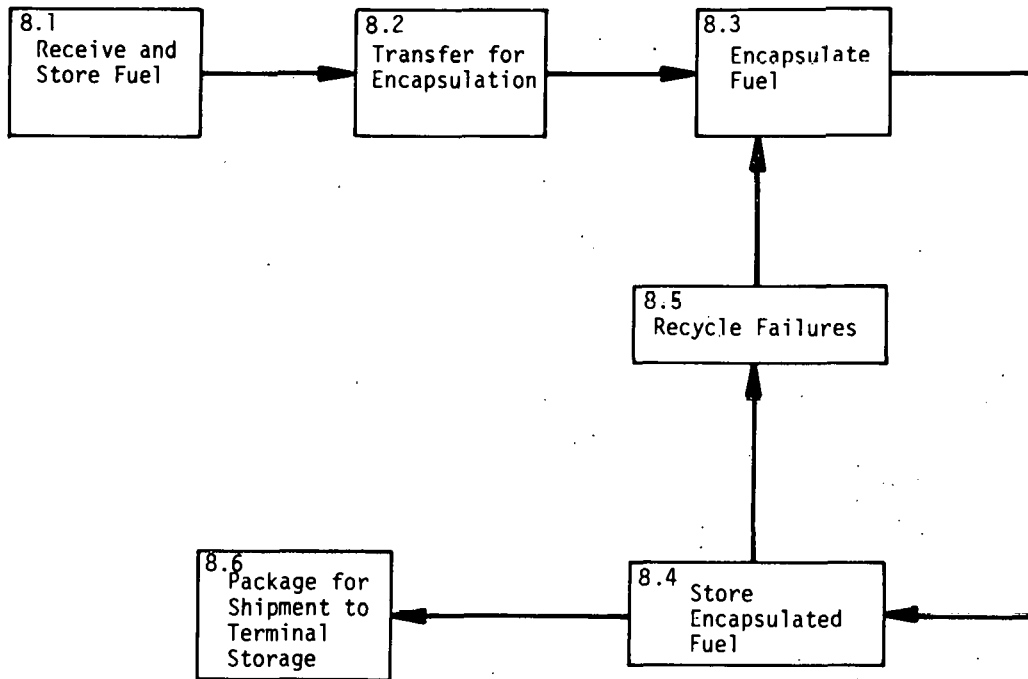 8.1
Receive and
Store Fuel
8.2
Transfer for
Encapsulation
8.3
Encapsulate
Fuel
8.5
Recycle Failures
8.4
Store
Encapsulated
Fuel
8.6
Package for
Shipment to
Terminal
Storage